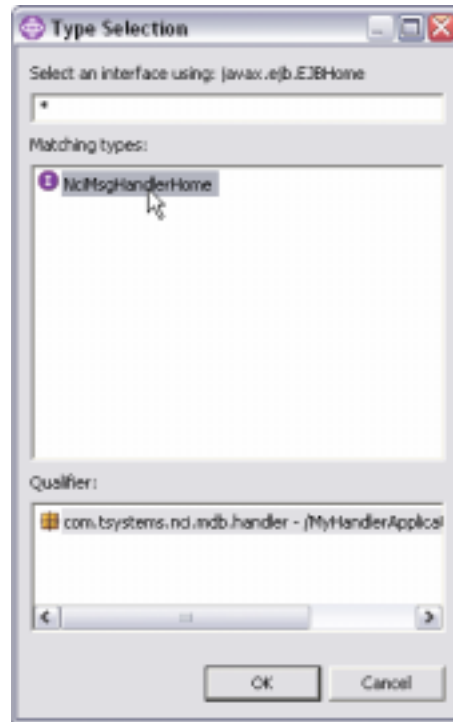 Type Selection
Select an interface using: javax.ejb.EJBHome
*
Matching types:
NciMsgHandlerHome
Qualifier:
com.tsystems.nci.mdb.handler - /MyHandlerApplicat
OK
Cancel